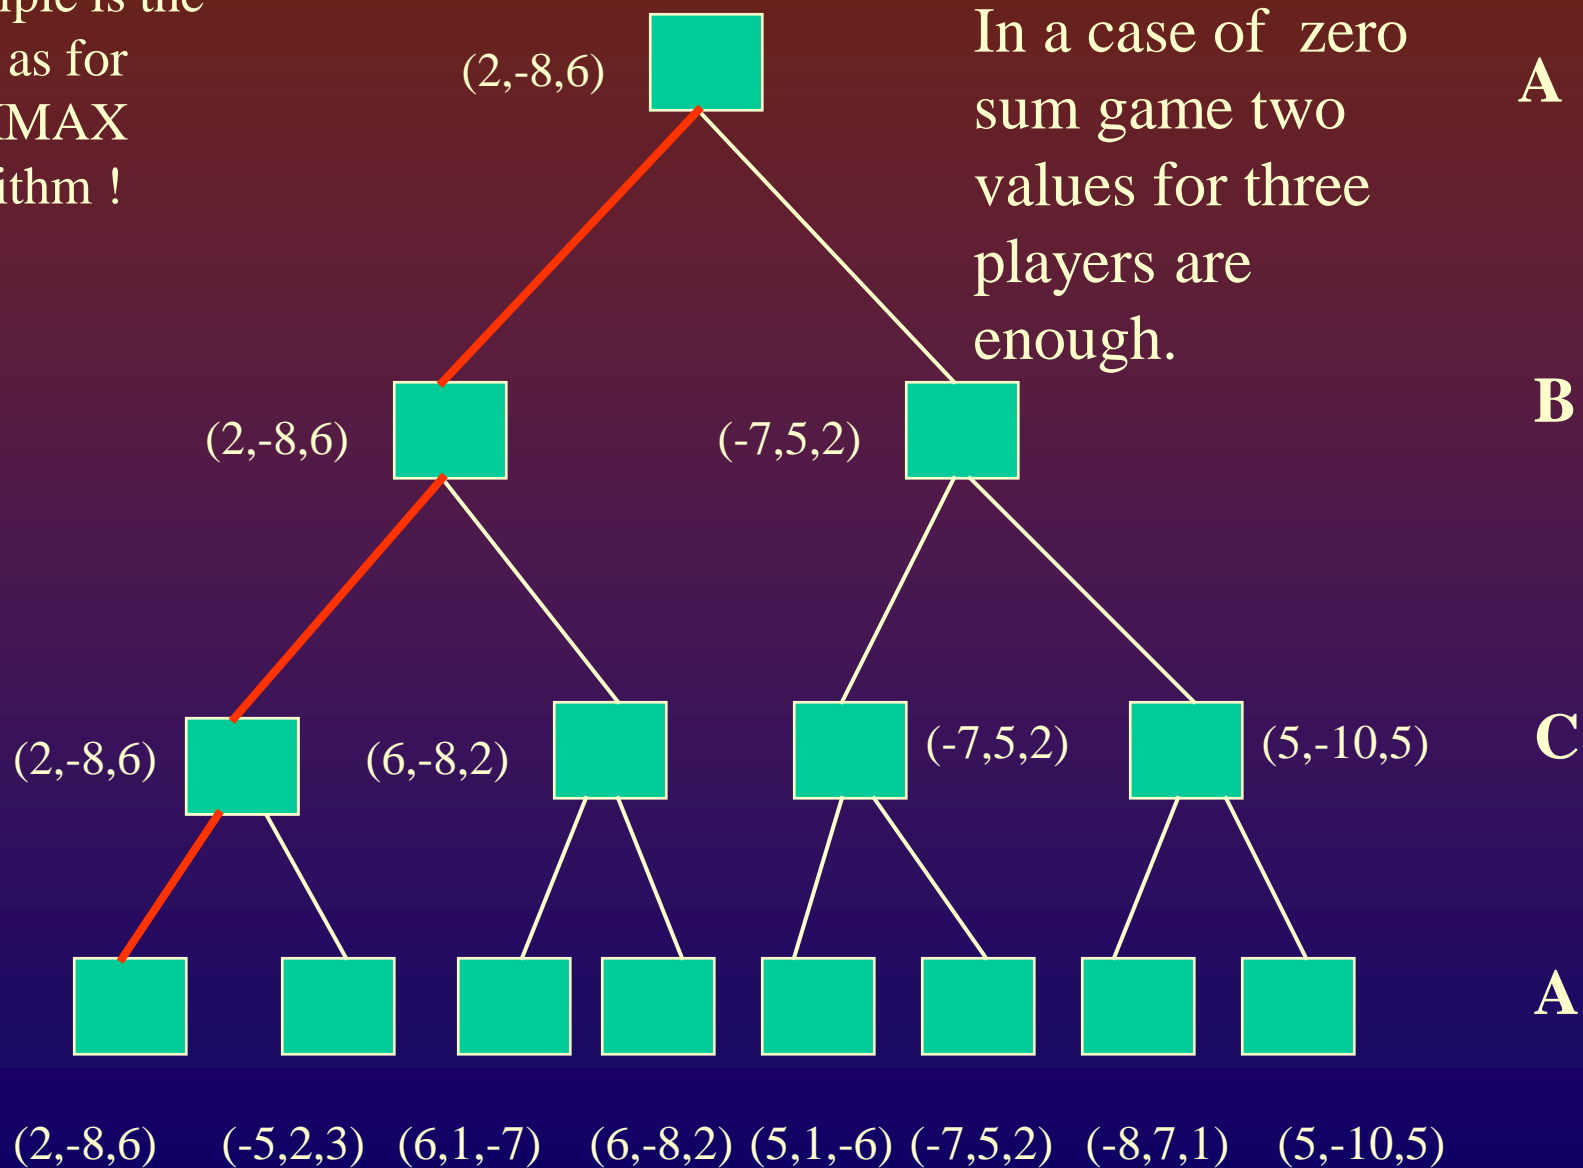 is the
as for
MAX
!
In a case of zero
sum game two
values for three
players are
enough.
(2,-8,6)
A
B
(2,-8,6)
(-7,5,2)
(2,-8,6)
(6,-8,2)
(-7,5,2)
(5,-10,5)
C
A
(2,-8,6) (-5,2,3) (6,1,-7) (6,-8,2) (5,1,-6) (-7,5,2) (-8,7,1) (5,-10,5)